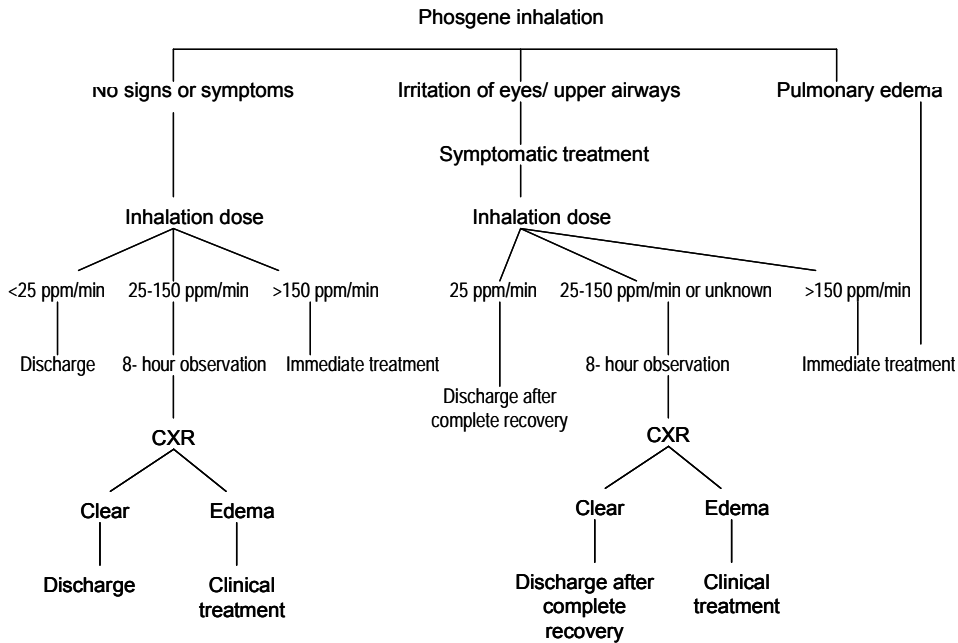 Phosgene inhalation
No signs or symptoms
Irritation of eyes/ upper airways
Pulmonary edema
Symptomatic treatment
Inhalation dose
Inhalation dose
<25 ppm/min
25-150 ppm/min
>150 ppm/min
25 ppm/min
25-150 ppm/min or unknown
>150 ppm/min
Discharge
8- hour observation
Immediate treatment
Discharge after
complete recovery
8- hour observation
Immediate treatment
CXR
CXR
Clear
Edema
Clear
Edema
Discharge
Clinical
treatment
Discharge after
complete
recovery
Clinical
treatment